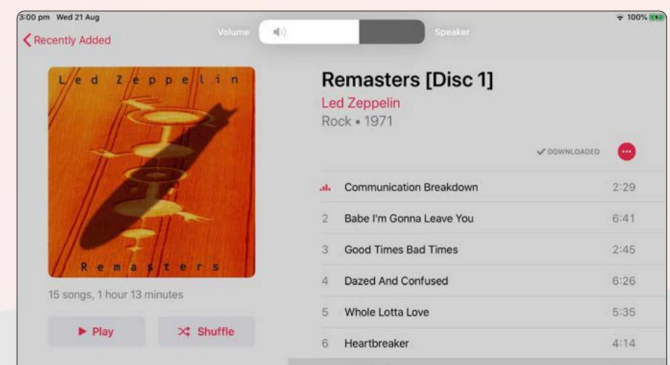 3:00 pm Wed 21 Aug
100%
Recently Added
Volume
Speaker
Led Zeppelin
Remasters
15 songs, 1 hour 13 minutes
Play
Shuffle
Remasters [Disc 1]
Led Zeppelin
Rock • 1971
DOWNLOADED
Communication Breakdown 2:29
2 Babe I'm Gonna Leave You 6:41
3 Good Times Bad Times 2:45
4 Dazed And Confused 6:26
5 Whole Lotta Love 5:35
6 Heartbreaker 4:14